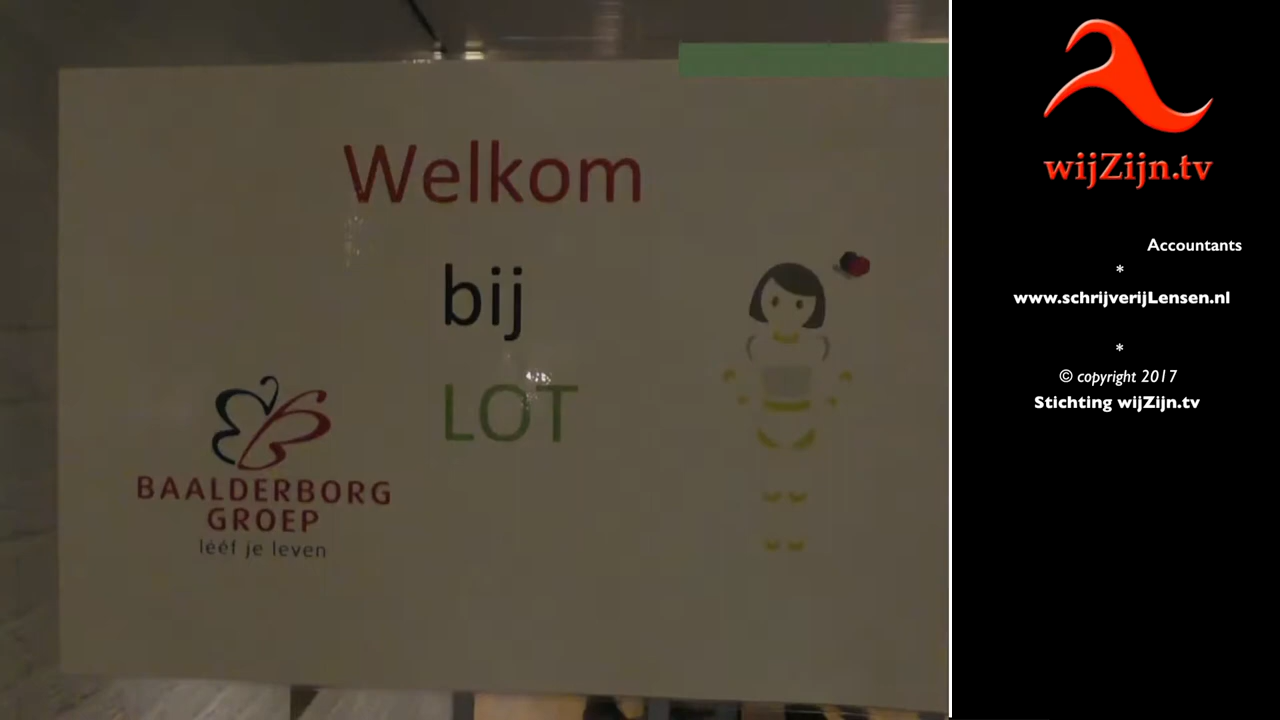 Welkom
bij
LOT
BAALDERBORG
GROEP
lééf je leven
wijZijn.tv
Accountants
*
www.schrijverijLensen.nl
*
© copyright 2017
Stichting wijZijn.tv